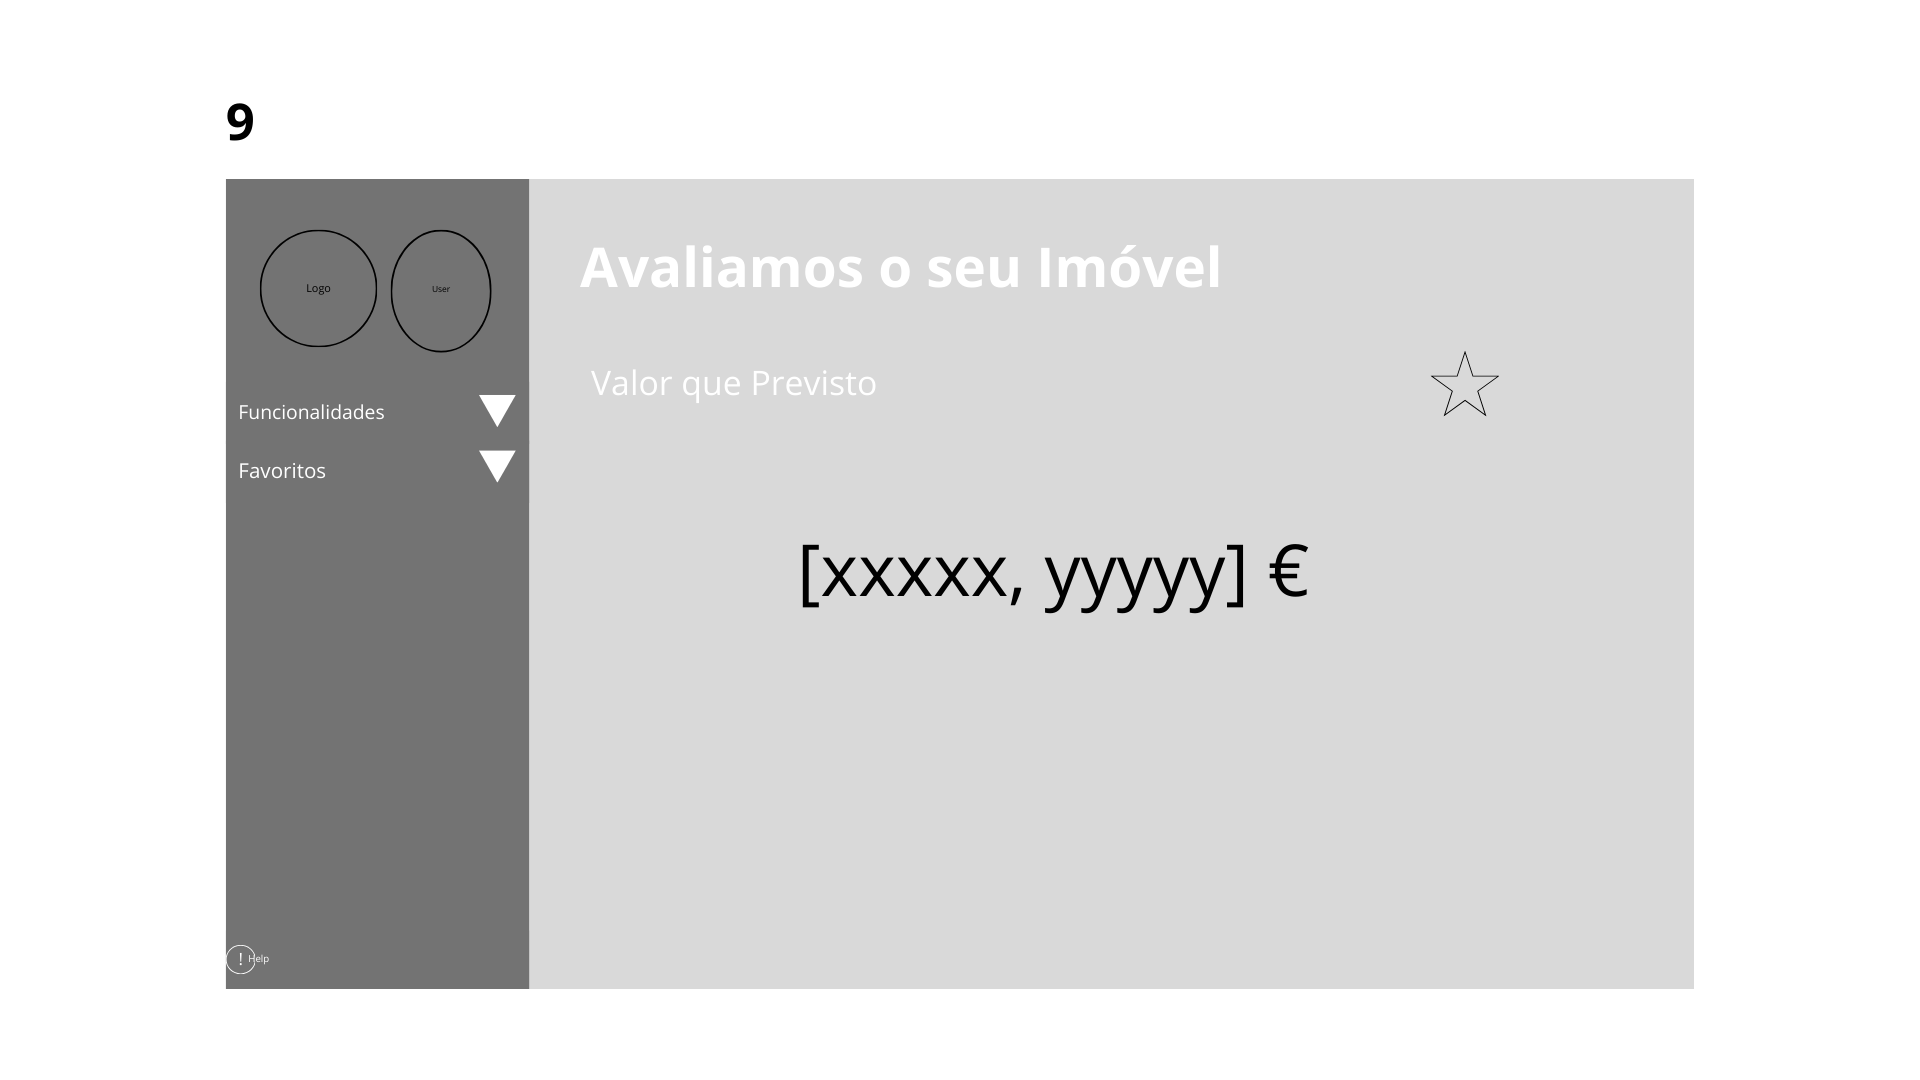 9
Logo
User
Avaliamos o seu Imóvel
Valor que Previsto
Funcionalidades
Favoritos
[xxxxx, yyyyy] €
! Help